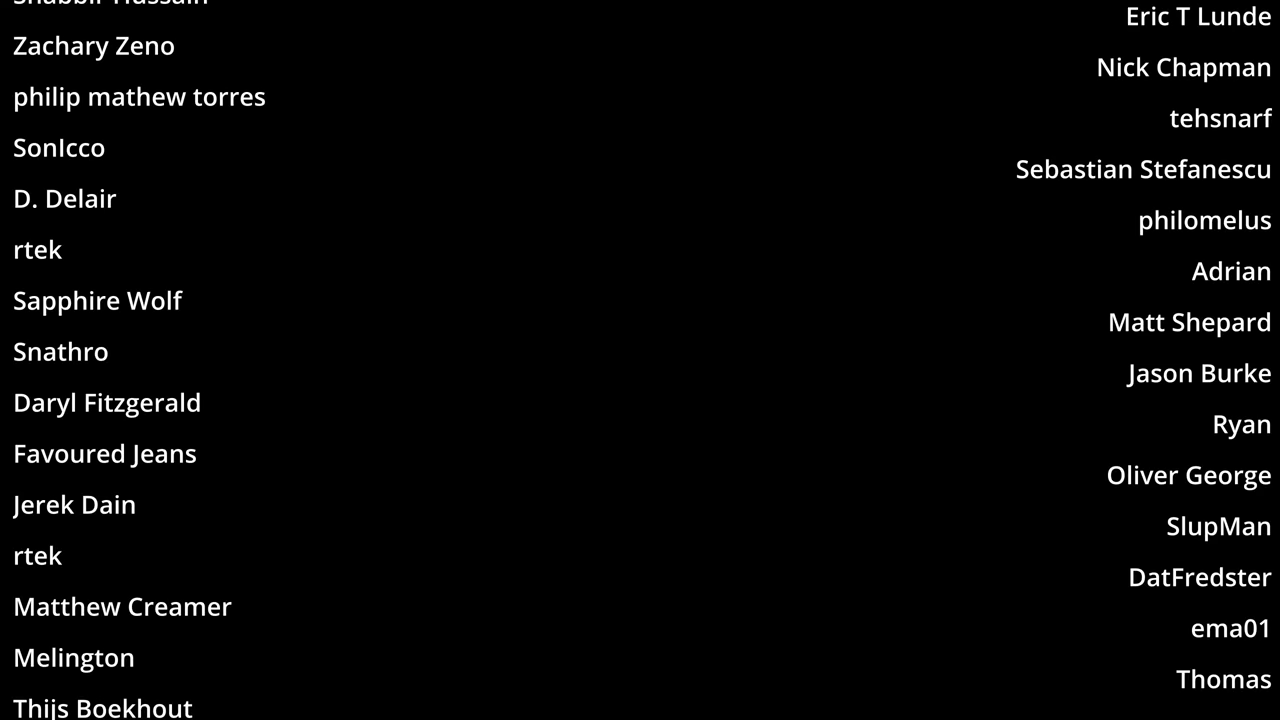 Zachary Zeno
philip mathew torres
SonIcco
D. Delair
rtek
Sapphire Wolf
Snathro
Daryl Fitzgerald
Favoured Jeans
Jerek Dain
rtek
Matthew Creamer
Melington
Thijs Boekhout
Eric T Lunde
Nick Chapman
tehsnarf
Sebastian Stefanescu
philomelus
Adrian
Matt Shepard
Jason Burke
Ryan
Oliver George
SlupMan
DatFredster
ema01
Thomas